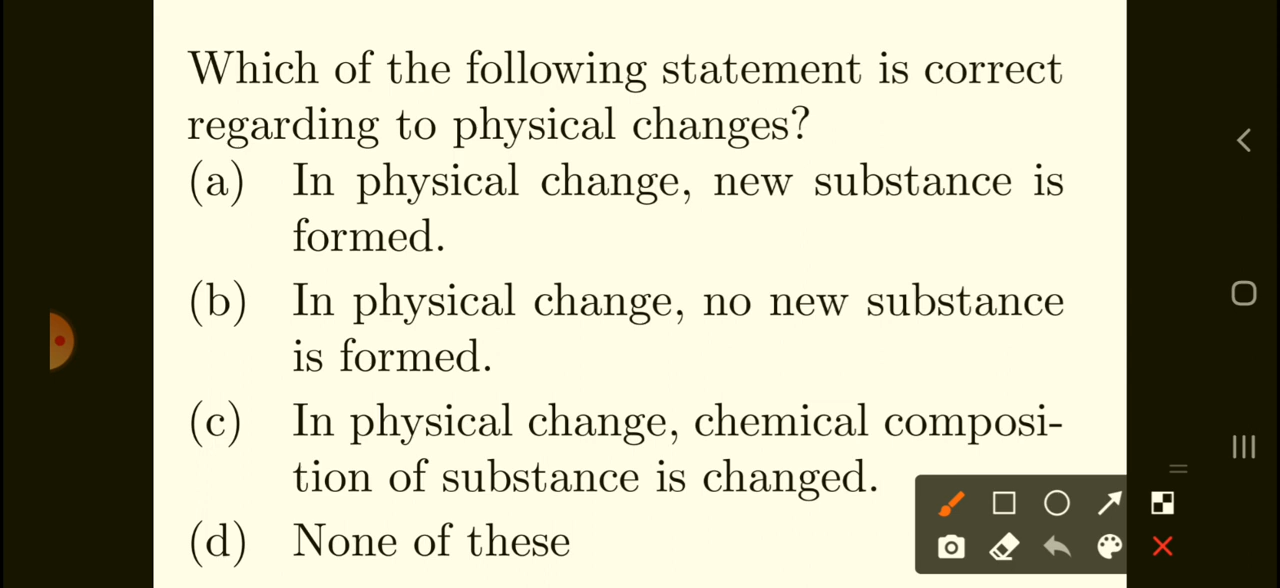 Which of the following statement is correct
regarding to physical changes?
(a) In physical change, new substance is
formed.
(b) In physical change, no new substance
is formed.
(c) In physical change, chemical composi-
tion of substance is changed.
(d) None of these